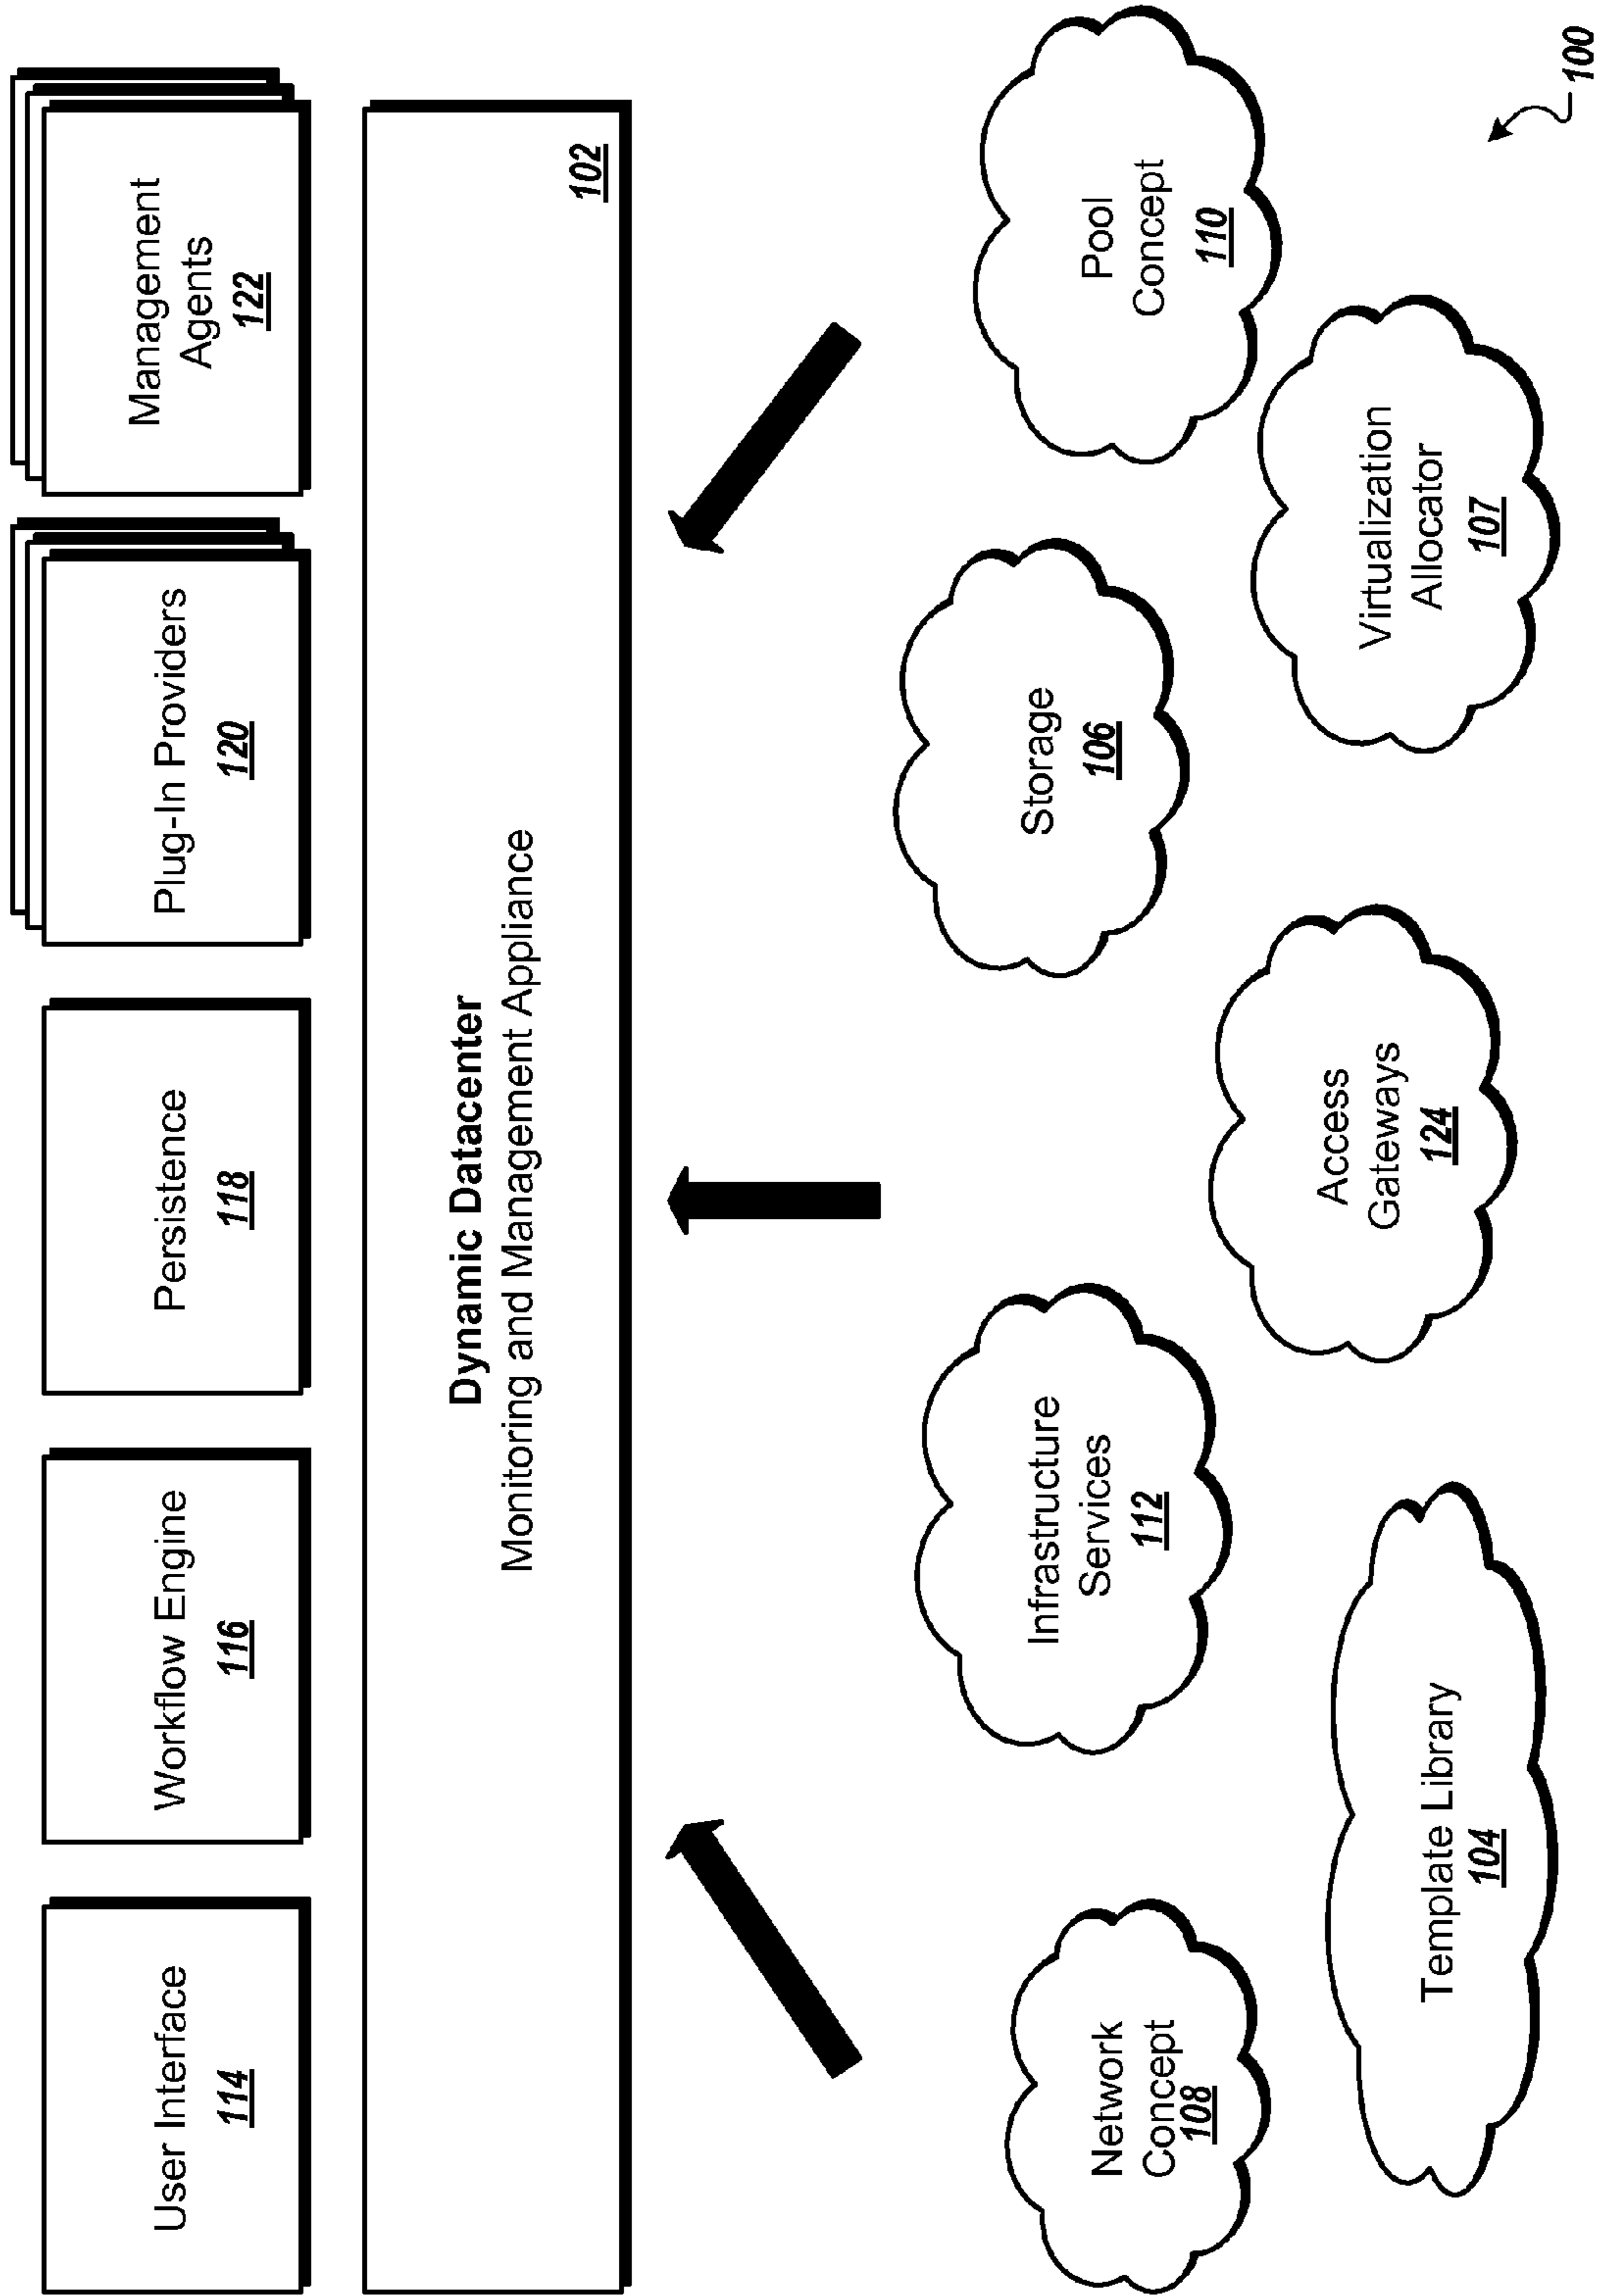 User Interface
114
Workflow Engine
116
Persistence
118
Plug-In Providers
120
Management
Agents
122
Dynamic Datacenter
Monitoring and Management Appliance
102
Network
Concept
108
Infrastructure
Services
112
Storage
106
Pool
Concept
110
Template Library
104
Access
Gateways
124
Virtualization
Allocator
107
100